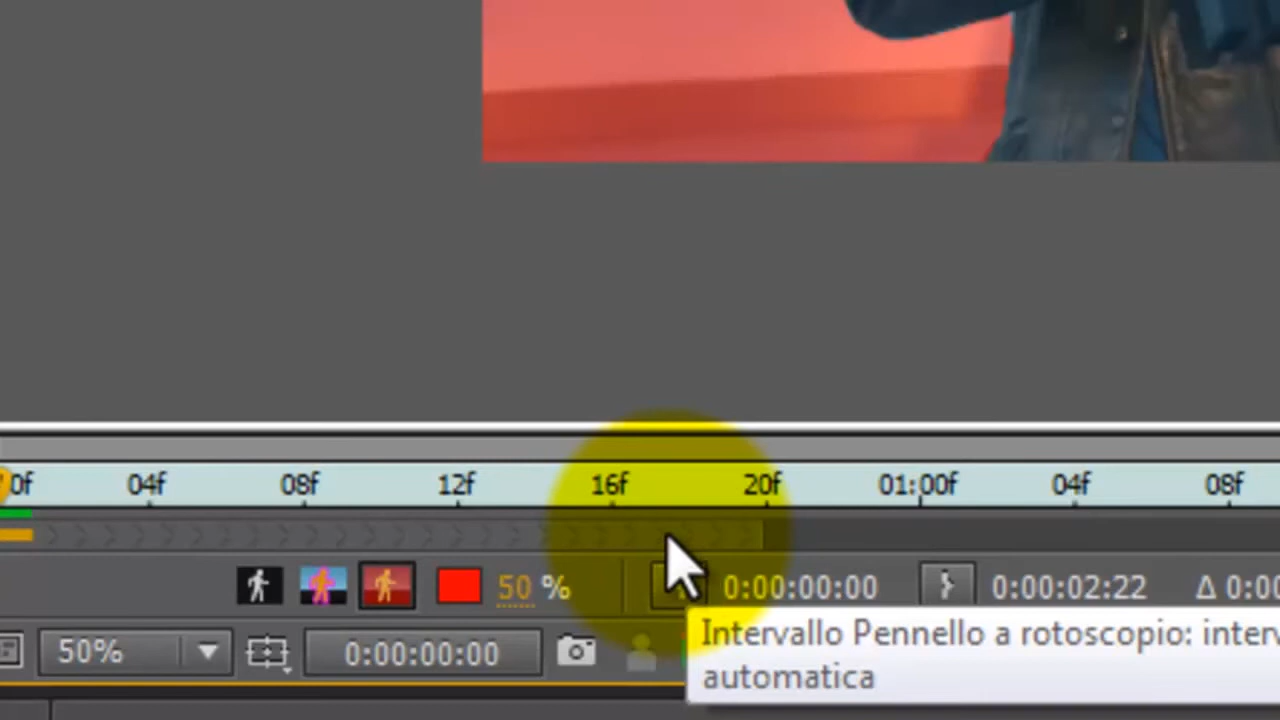 0f 04f 08f 12f 16f 20f 01:00f 04f 08f
50 % 0:00:00:00 0:00:02:22 Δ 0:00
50% 0:00:00:00
Intervallo Pennello a rotoscopio:
automatica